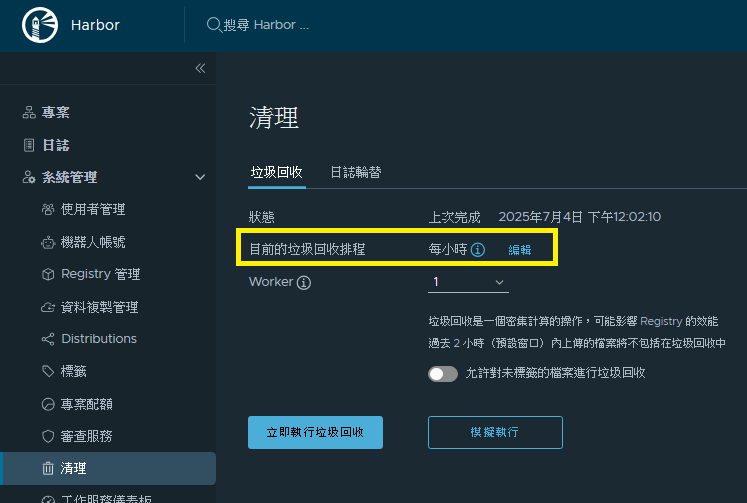 Harbor
搜尋 Harbor ...
專案
日誌
系統管理
使用者管理
機器人帳號
Registry 管理
資料複製管理
Distributions
標籤
專案配額
審查服務
清理
工作服務儀表板
清理
垃圾回收 日誌輪替
狀態 上次完成 2025年7月4日 下午12:02:10
目前的垃圾回收排程 每小時 編輯
Worker 1
垃圾回收是一個密集計算的操作，可能影響 Registry 的效能
過去 2 小時（預設窗口）內上傳的檔案將不包括在垃圾回收中
允許對未標籤的檔案進行垃圾回收
立即執行垃圾回收 模擬執行